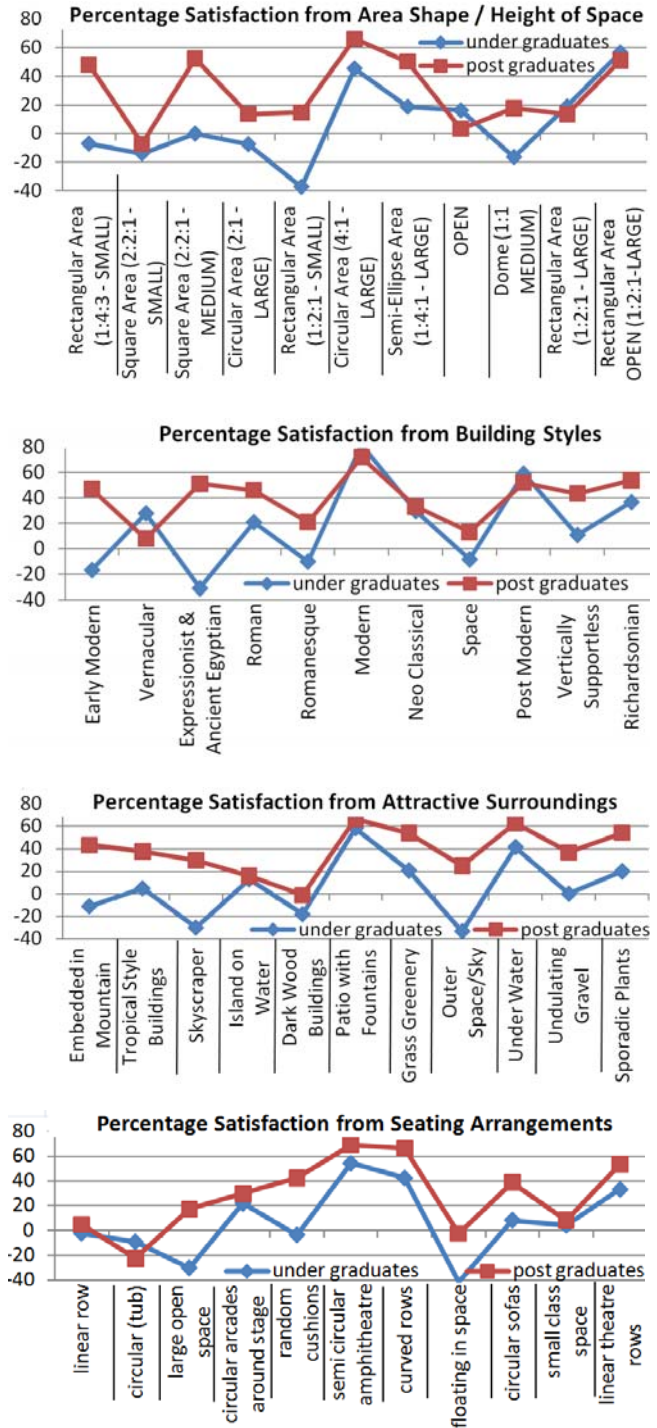 Percentage Satisfaction from Area Shape / Height of Space
80
60
40
20
0
-20
-40
under graduates
post graduates
Rectangular Area
(1:4:3 - SMALL)
Square Area (2:2:1 -
SMALL)
Square Area (2:2:1 -
MEDIUM)
Circular Area (2:1 -
LARGE)
Rectangular Area
(1:2:1 - SMALL)
Circular Area (4:1 -
LARGE)
Semi-Ellipse Area
(1:4:1 - LARGE)
OPEN
Dome (1:1
MEDIUM)
Rectangular Area
(1:2:1 - LARGE)
Rectangular Area
OPEN (1:2:1-LARGE)
Percentage Satisfaction from Building Styles
80
60
40
20
0
-20
-40
under graduates
post graduates
Early Modern
Vernacular
Expressionist &
Ancient Egyptian
Roman
Romanesque
Modern
Neo Classical
Space
Post Modern
Vertically
Supportless
Richardsonian
Percentage Satisfaction from Attractive Surroundings
80
60
40
20
0
-20
-40
under graduates
post graduates
Embedded in
Mountain
Tropical Style
Buildings
Skyscraper
Island on
Water
Dark Wood
Buildings
Patio with
Fountains
Grass Greenery
Outer
Space/Sky
Under Water
Undulating
Gravel
Sporadic Plants
Percentage Satisfaction from Seating Arrangements
80
60
40
20
0
-20
-40
under graduates
post graduates
linear row
circular (tub)
large open
space
circular arcades
around stage
random
cushions
semi circular
amphitheatre
curved rows
floating in space
circular sofas
small class
space
linear theatre
rows